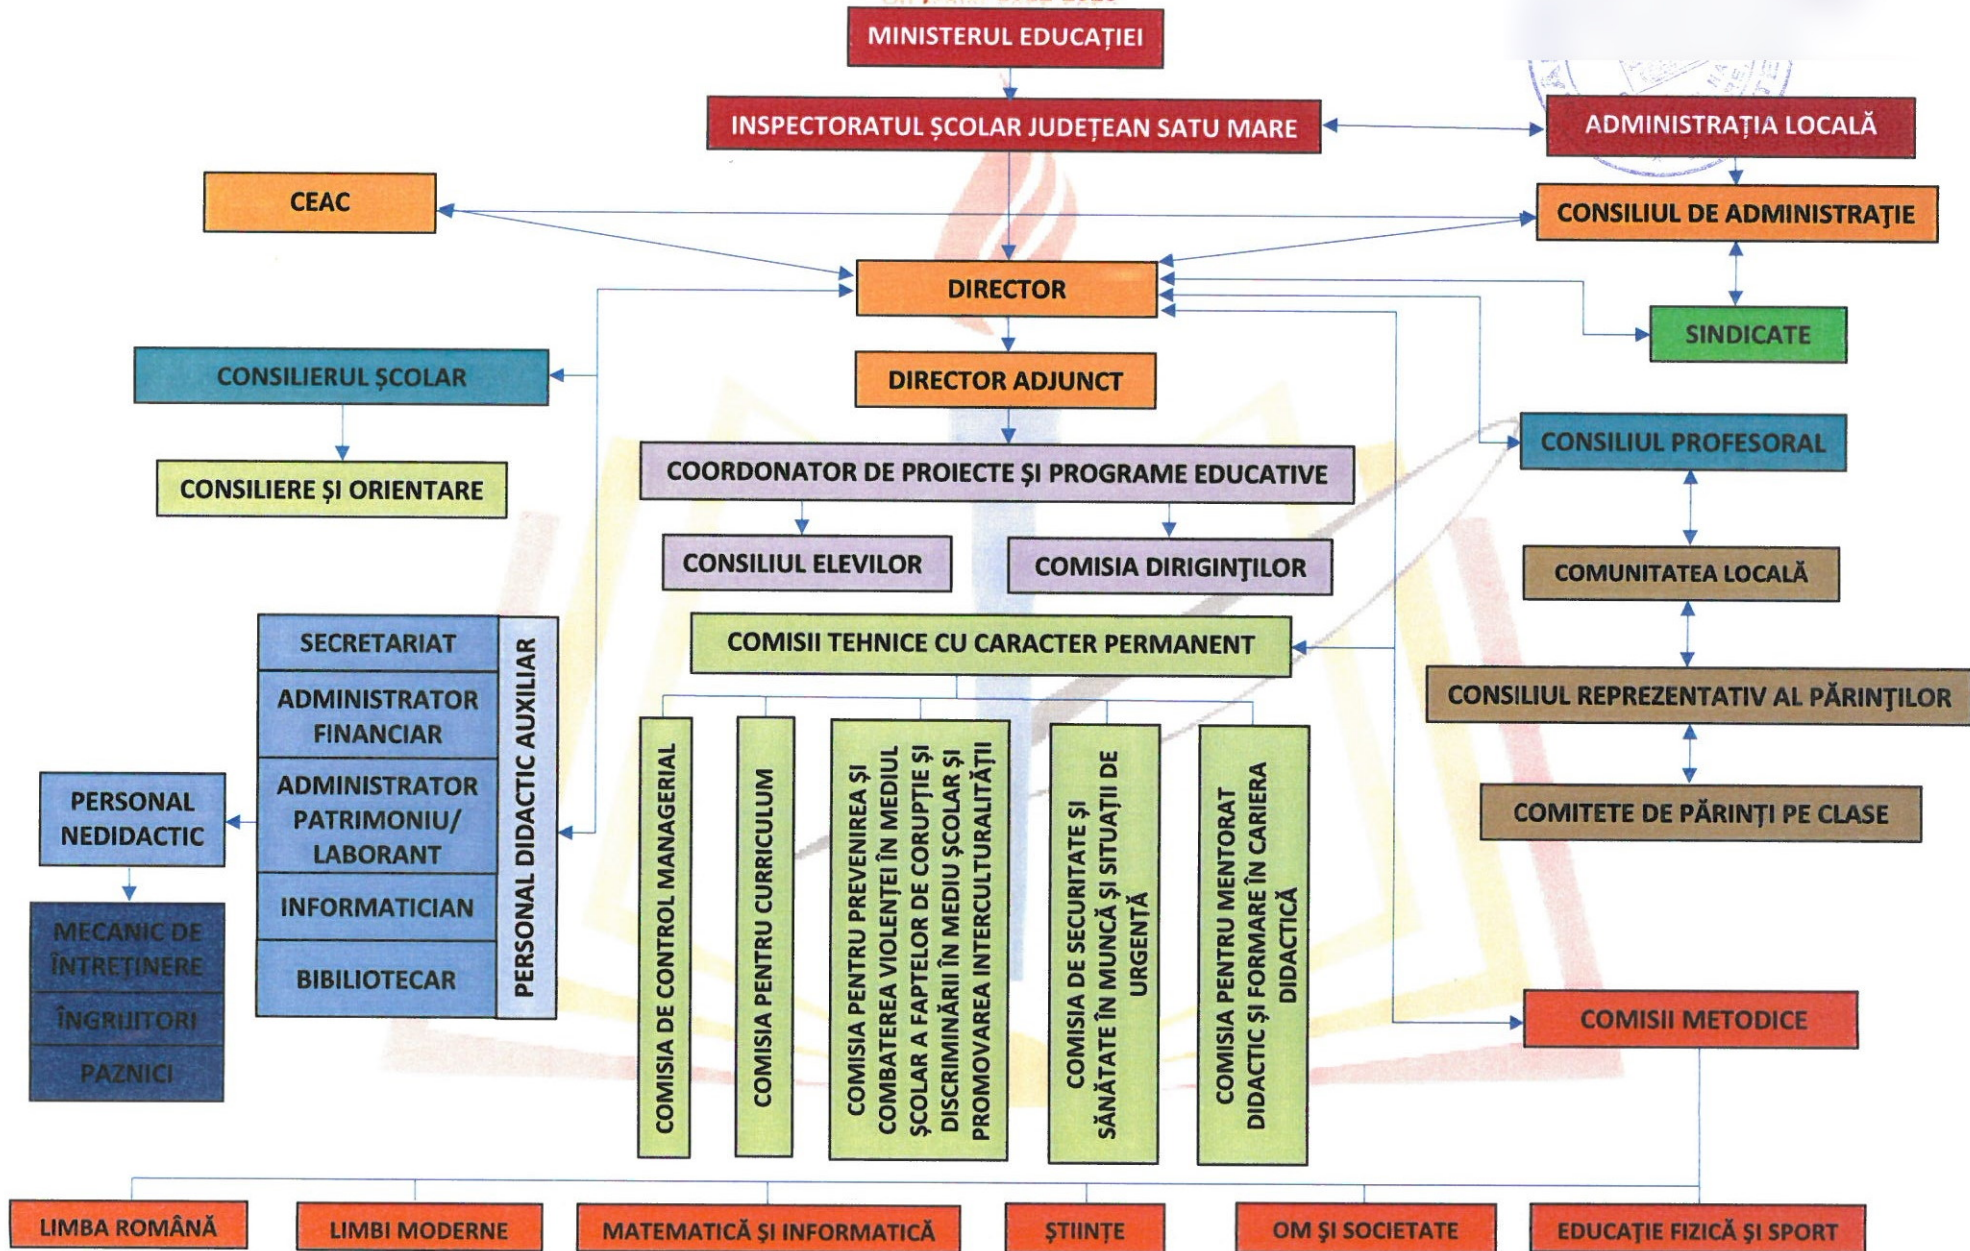 MINISTERUL EDUCAȚIEI
INSPECTORATUL ȘCOLAR JUDEȚEAN SATU MARE
ADMINISTRAȚIA LOCALĂ
CEAC
CONSILIUL DE ADMINISTRAȚIE
DIRECTOR
SINDICATE
CONSILIERUL ȘCOLAR
DIRECTOR ADJUNCT
CONSILIUL PROFESORAL
COORDONATOR DE PROIECTE ȘI PROGRAME EDUCATIVE
CONSILIERE ȘI ORIENTARE
CONSILIUL ELEVILOR
COMISIA DIRIGINȚILOR
COMUNITATEA LOCALĂ
SECRETARIAT
ADMINISTRATOR
FINANCIAR
ADMINISTRATOR
PATRIMONIU/
LABORANT
INFORMATICIAN
BIBILIOTECAR
PERSONAL DIDACTIC AUXILIAR
COMISII TEHNICE CU CARACTER PERMANENT
CONSILIUL REPREZENTATIV AL PĂRINȚILOR
COMITETE DE PĂRINȚI PE CLASE
PERSONAL
NEDIDACTIC
MECANIC DE
ÎNTREȚINERE
ÎNGRIJITORI
PAZNICI
COMISIA DE CONTROL MANAGERIAL
COMISIA PENTRU CURRICULUM
COMISIA PENTRU PREVENIREA ȘI
COMBATEREA VIOLENȚEI ÎN MEDIUL
ȘCOLAR A FAPTELOR DE CORUPȚIE ȘI
DISCRIMINĂRII ÎN MEDIU ȘCOLAR ȘI
PROMOVAREA INTERCULTURALITĂȚII
COMISIA DE SECURITATE ȘI
SĂNĂTATE ÎN MUNCĂ ȘI SITUAȚII DE
URGENȚĂ
COMISIA PENTRU MENTORAT
DIDACTIC ȘI FORMARE ÎN CARIERA
DIDACTICĂ
COMISII METODICE
LIMBA ROMÂNĂ
LIMBI MODERNE
MATEMATICĂ ȘI INFORMATICĂ
ȘTIINȚE
OM ȘI SOCIETATE
EDUCAȚIE FIZICĂ ȘI SPORT